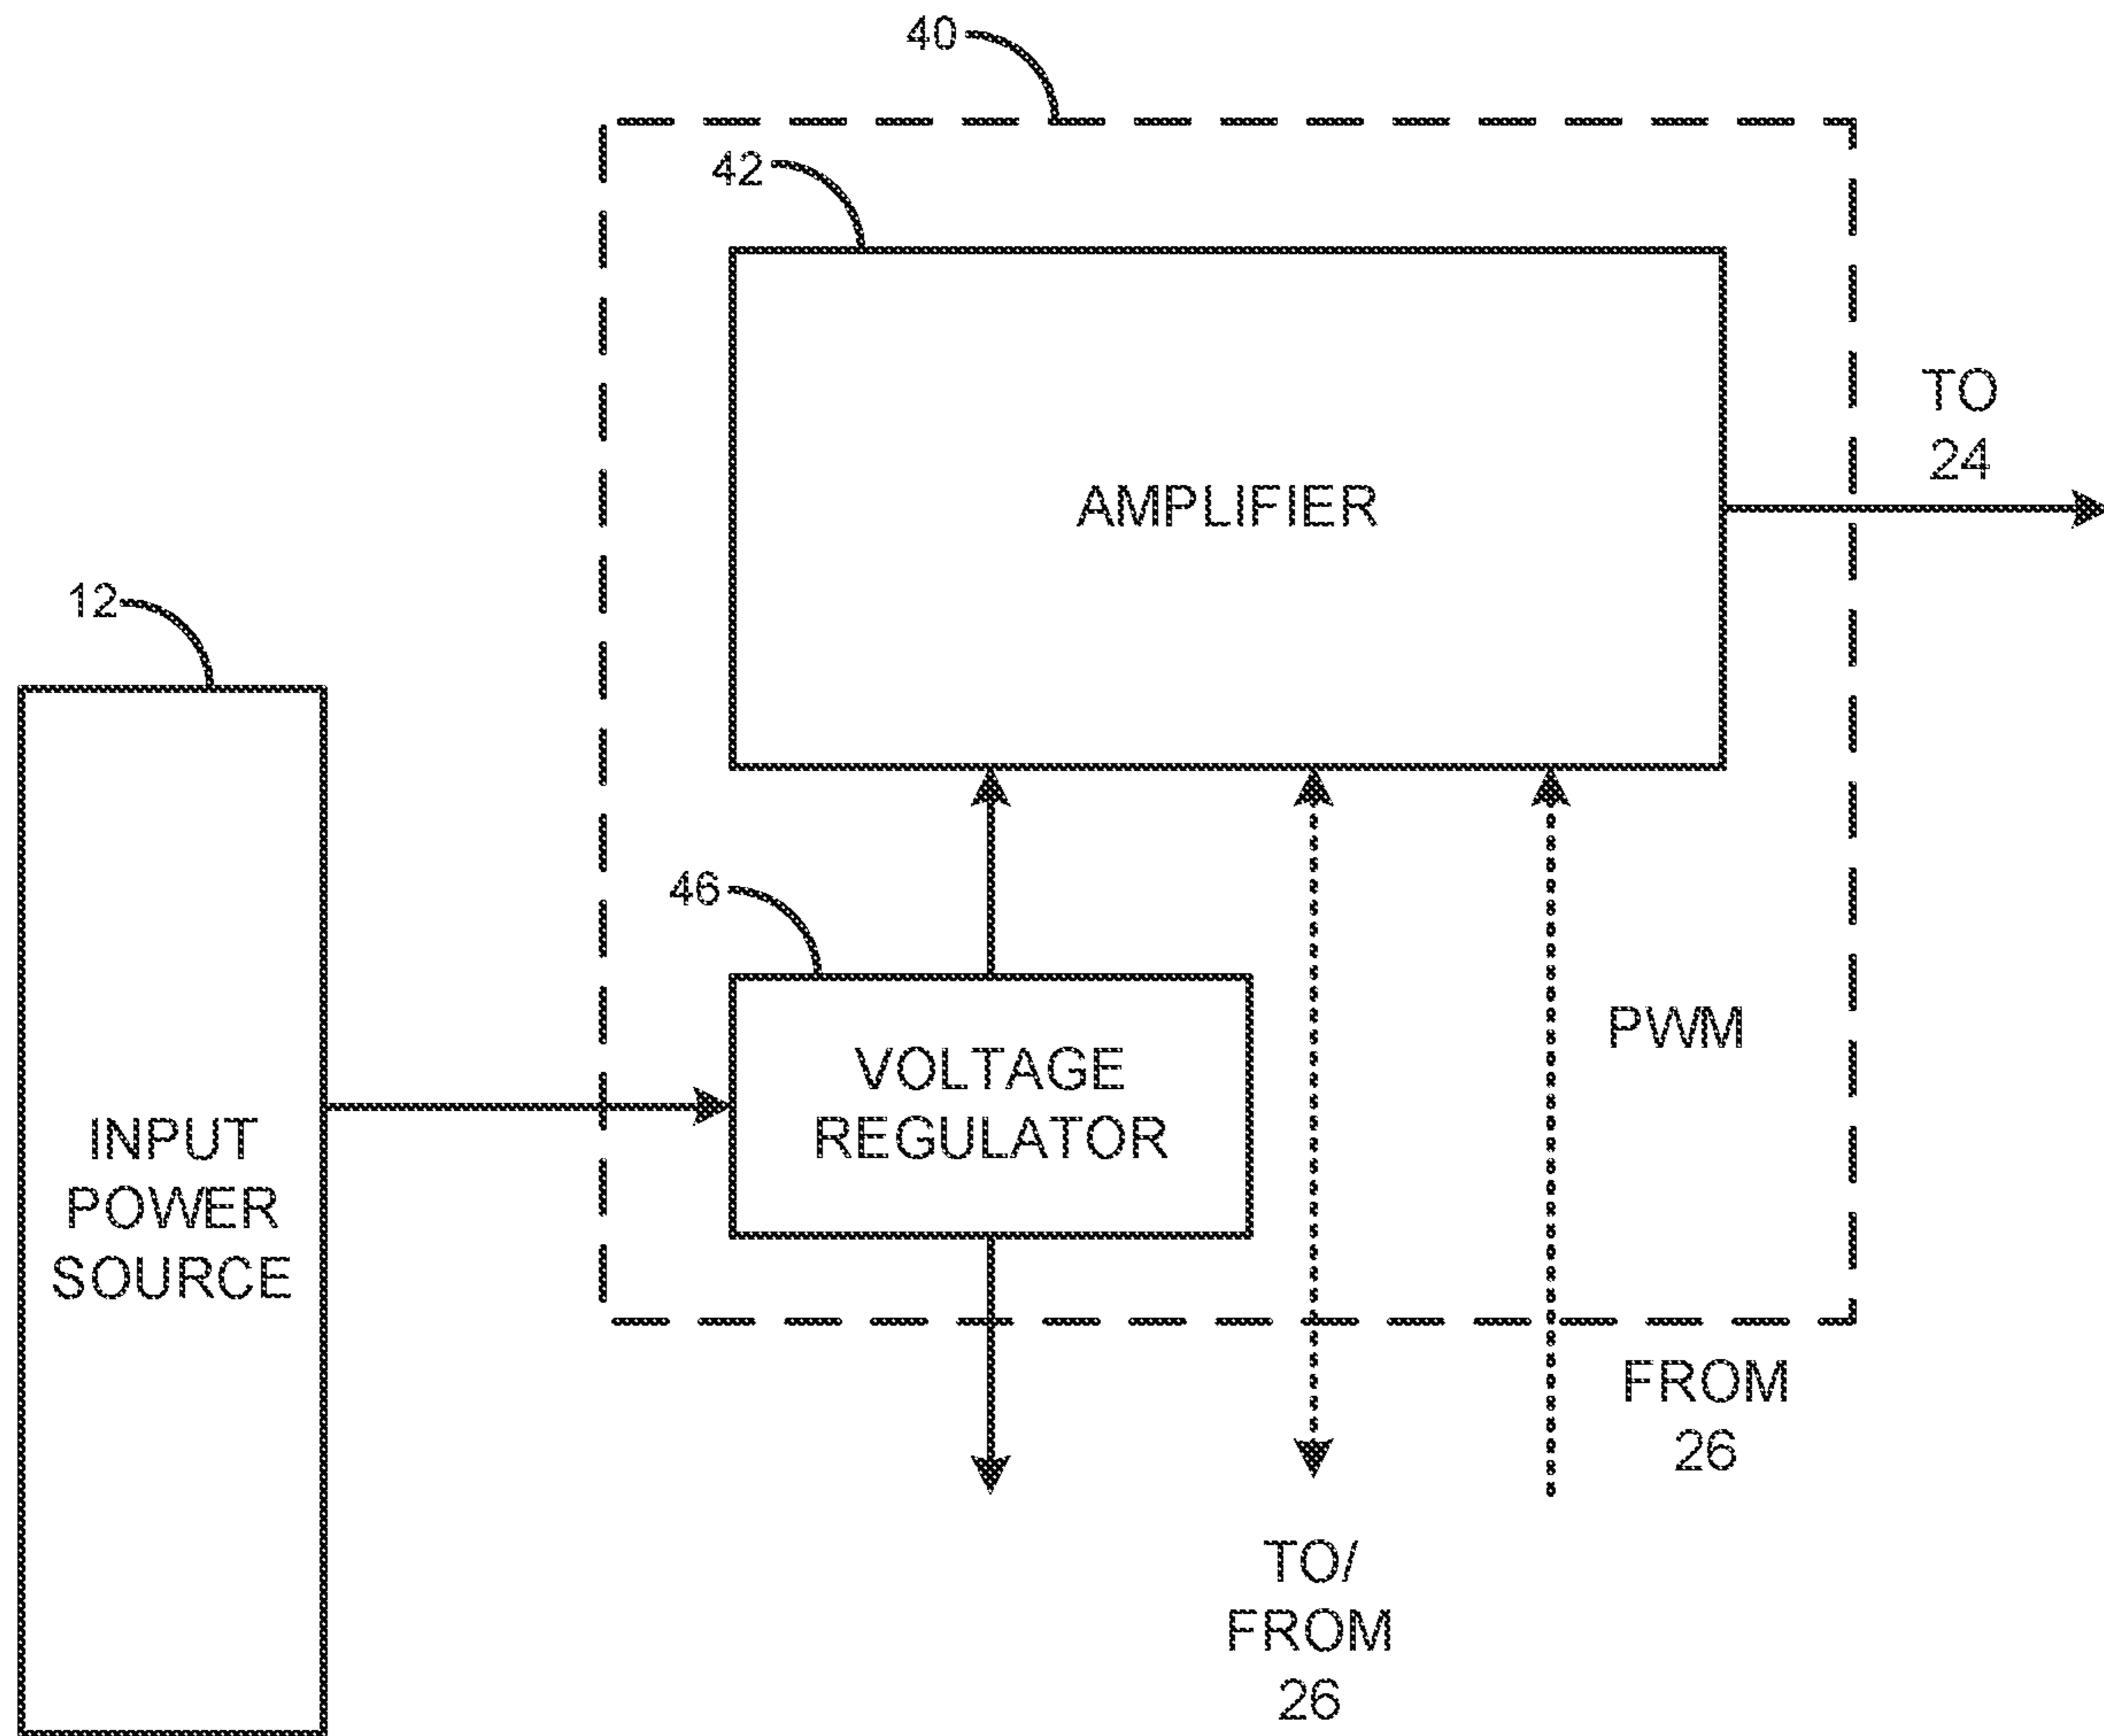 40
42
AMPLIFIER
TO
24
12
46
VOLTAGE
REGULATOR
PWM
INPUT
POWER
SOURCE
FROM
26
TO/
FROM
26